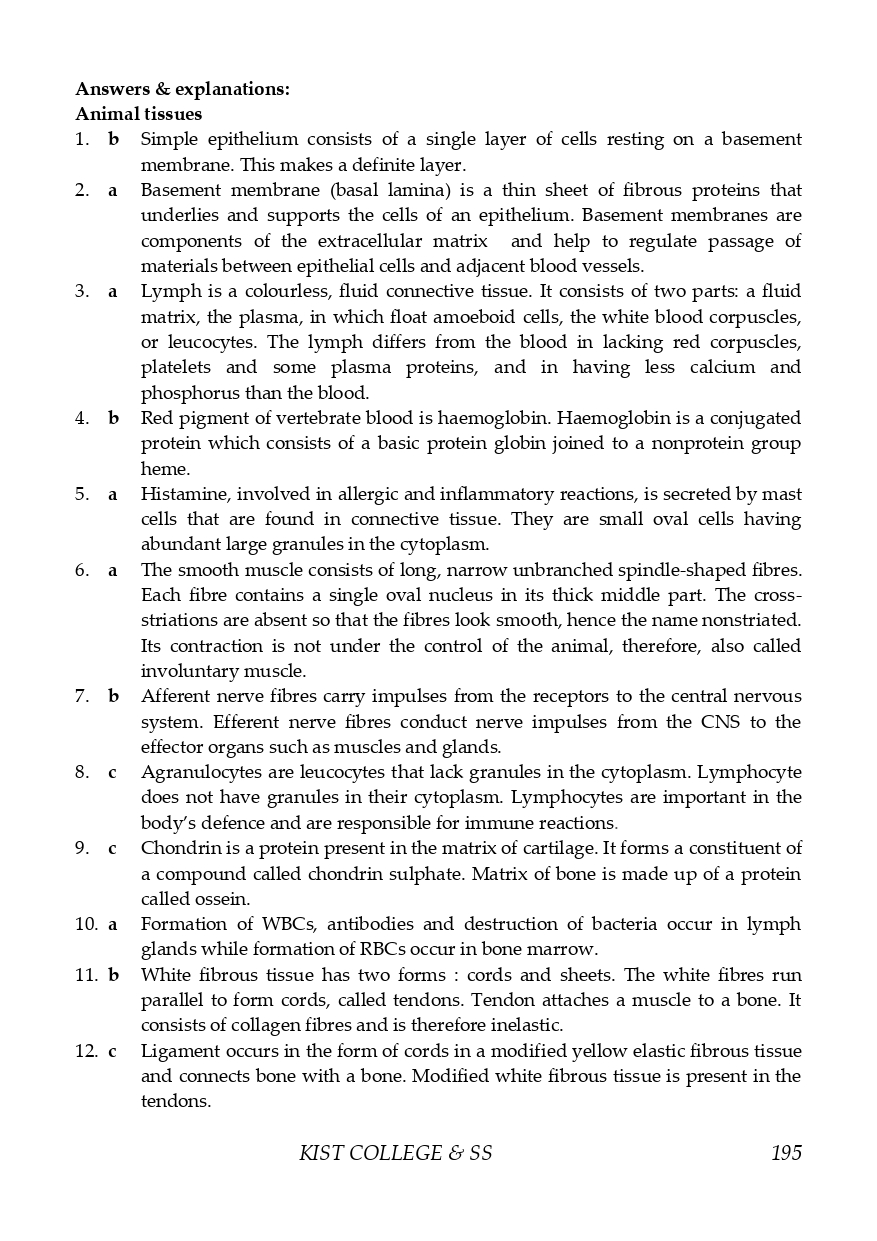 Answers & explanations:
Animal tissues
1. b Simple epithelium consists of a single layer of cells resting on a basement
membrane. This makes a definite layer.
2. a Basement membrane (basal lamina) is a thin sheet of fibrous proteins that
underlies and supports the cells of an epithelium. Basement membranes are
components of the extracellular matrix and help to regulate passage of
materials between epithelial cells and adjacent blood vessels.
3. a Lymph is a colourless, fluid connective tissue. It consists of two parts: a fluid
matrix, the plasma, in which float amoeboid cells, the white blood corpuscles,
or leucocytes. The lymph differs from the blood in lacking red corpuscles,
platelets and some plasma proteins, and in having less calcium and
phosphorus than the blood.
4. b Red pigment of vertebrate blood is haemoglobin. Haemoglobin is a conjugated
protein which consists of a basic protein globin joined to a nonprotein group
heme.
5. a Histamine, involved in allergic and inflammatory reactions, is secreted by mast
cells that are found in connective tissue. They are small oval cells having
abundant large granules in the cytoplasm.
6. a The smooth muscle consists of long, narrow unbranched spindle-shaped fibres.
Each fibre contains a single oval nucleus in its thick middle part. The cross-
striations are absent so that the fibres look smooth, hence the name nonstriated.
Its contraction is not under the control of the animal, therefore, also called
involuntary muscle.
7. b Afferent nerve fibres carry impulses from the receptors to the central nervous
system. Efferent nerve fibres conduct nerve impulses from the CNS to the
effector organs such as muscles and glands.
8. c Agranulocytes are leucocytes that lack granules in the cytoplasm. Lymphocyte
does not have granules in their cytoplasm. Lymphocytes are important in the
body's defence and are responsible for immune reactions.
9. c Chondrin is a protein present in the matrix of cartilage. It forms a constituent of
a compound called chondrin sulphate. Matrix of bone is made up of a protein
called ossein.
10. a Formation of WBCs, antibodies and destruction of bacteria occur in lymph
glands while formation of RBCs occur in bone marrow.
11. b White fibrous tissue has two forms : cords and sheets. The white fibres run
parallel to form cords, called tendons. Tendon attaches a muscle to a bone. It
consists of collagen fibres and is therefore inelastic.
12. c Ligament occurs in the form of cords in a modified yellow elastic fibrous tissue
and connects bone with a bone. Modified white fibrous tissue is present in the
tendons.
KIST COLLEGE & SS 195